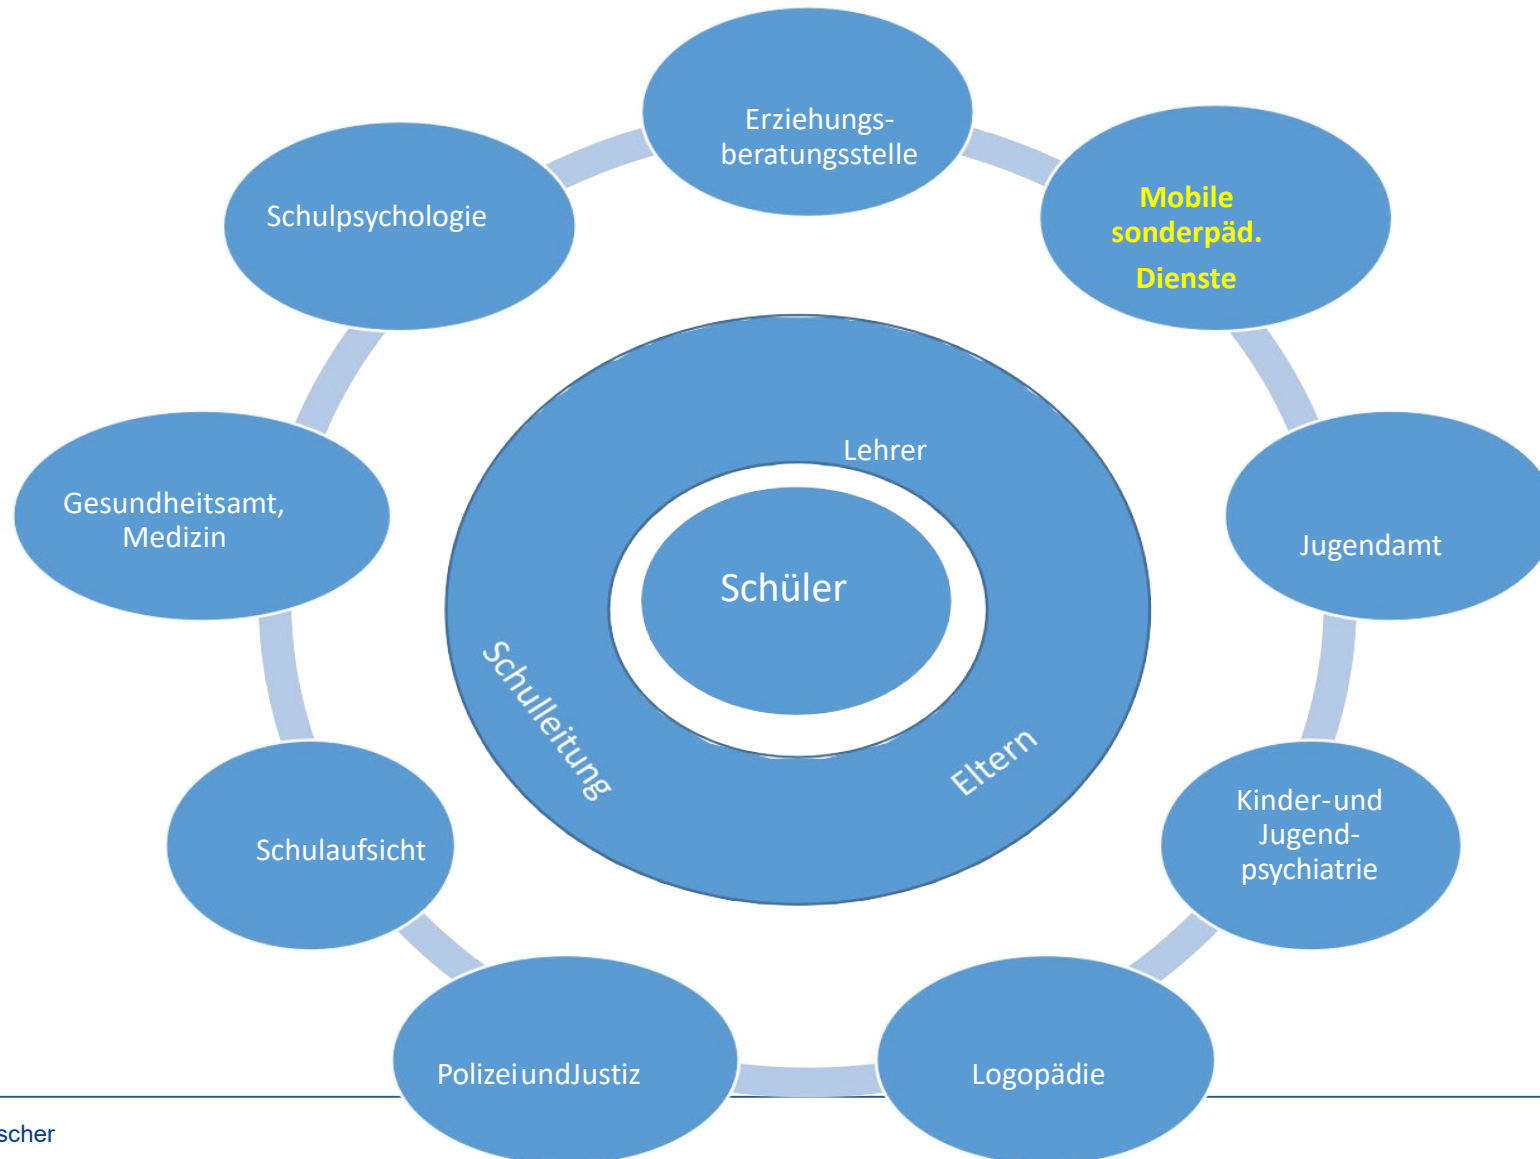 Erziehungs-
beratungsstelle
Mobile
sonderpäd.
Dienste
Schulpsychologie
Lehrer
Gesundheitsamt,
Medizin
Jugendamt
Schüler
Schulleitung
Eltern
Kinder-und
Jugend-
psychiatrie
Schulaufsicht
PolizeiundJustiz
Logopädie
scher